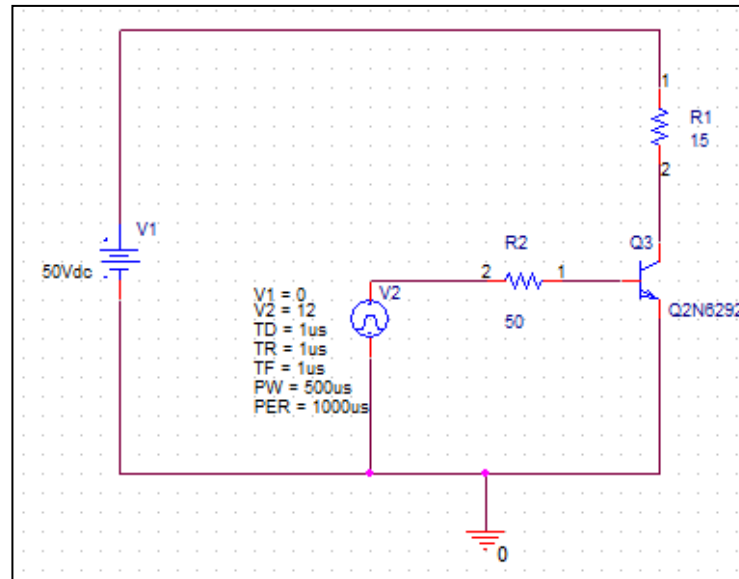 1
R1
15
2
V1
R2
Q3
50Vdc
2
1
V2
V1 = 0
V2 = 12
TD = 1us
TR = 1us
TF = 1us
PW = 500us
PER = 1000us
50
Q2N6292
0